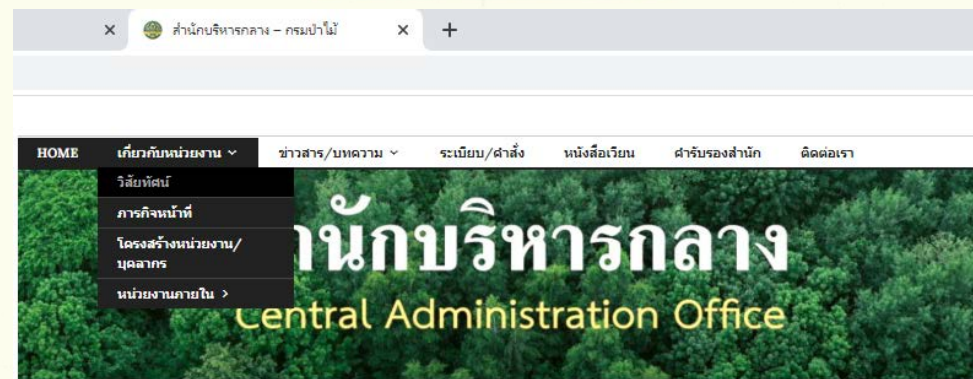 สำนักบริหารกลาง – กรมป่าไม้
HOME เกี่ยวกับหน่วยงาน ข่าวสาร/บทความ ระเบียบ/คำสั่ง หนังสือเวียน คำรับรองสำนัก ติดต่อเรา
วิสัยทัศน์
ภารกิจหน้าที่
โครงสร้างหน่วยงาน/
บุคลากร
หน่วยงานภายใน >
สำนักบริหารกลาง
Central Administration Office